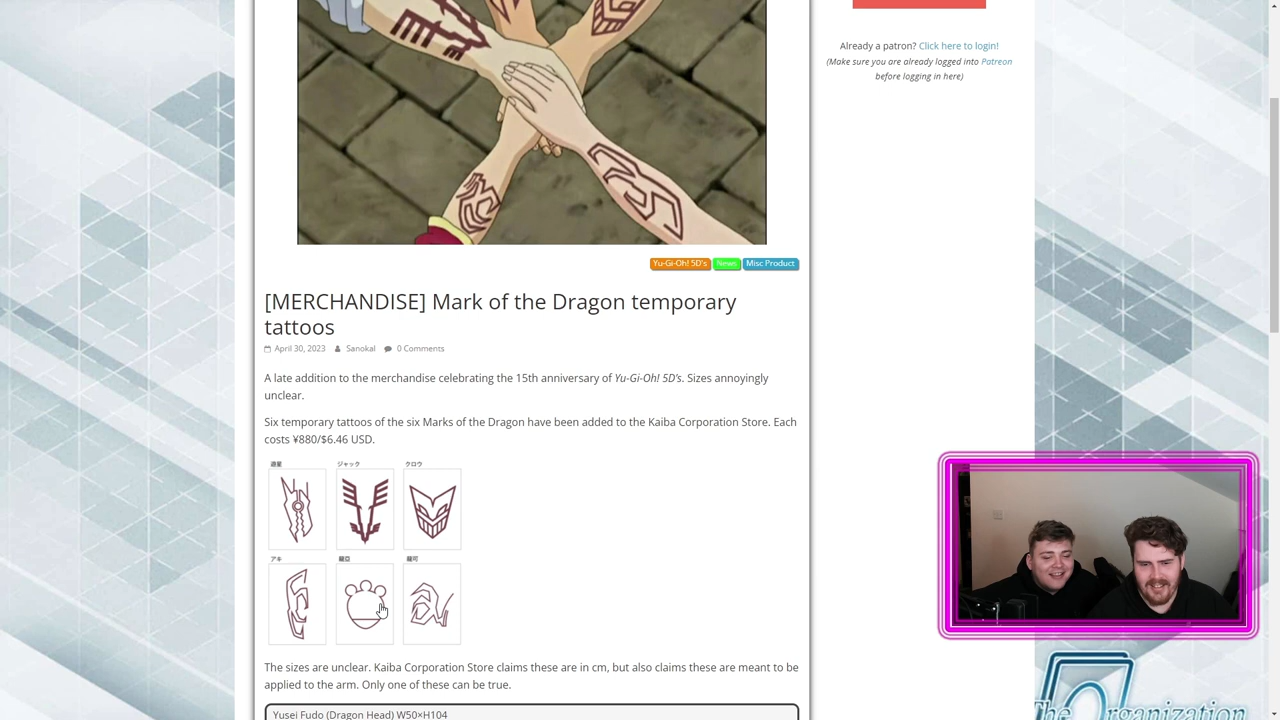 Already a patron? Click here to login!
(Make sure you are already logged into Patreon
before logging in here)
Yu-Gi-Oh! 5D's
News
Misc Product
[MERCHANDISE] Mark of the Dragon temporary
tattoos
April 30, 2023
Sanokal
0 Comments
A late addition to the merchandise celebrating the 15th anniversary of Yu-Gi-Oh! 5D's. Sizes annoyingly
unclear.
Six temporary tattoos of the six Marks of the Dragon have been added to the Kaiba Corporation Store. Each
costs ¥880/$6.46 USD.
遊星
ジャック
クロウ
アキ
龍亞
龍可
The sizes are unclear. Kaiba Corporation Store claims these are in cm, but also claims these are meant to be
applied to the arm. Only one of these can be true.
Yusei Fudo (Dragon Head) W50×H104
The Organization